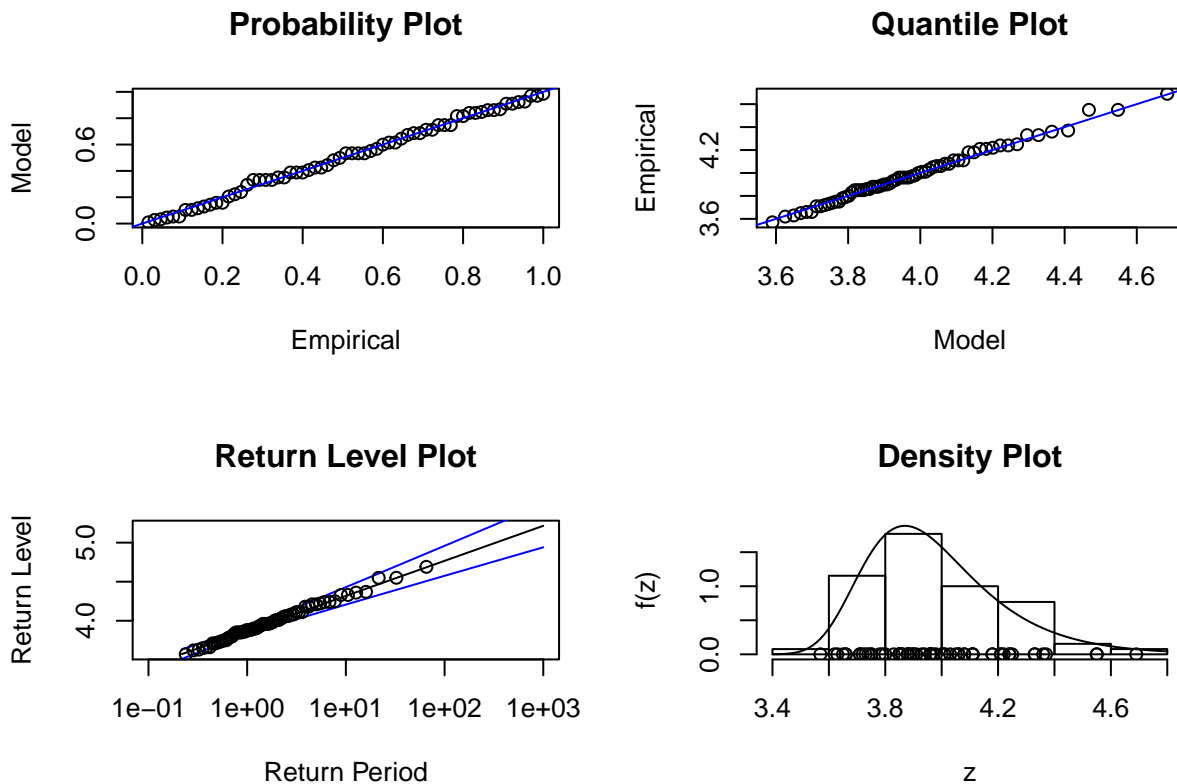 Probability Plot
Model
0.0 0.6
0.0 0.2 0.4 0.6 0.8 1.0
Empirical
Quantile Plot
Empirical
3.6 4.2
3.6 3.8 4.0 4.2 4.4 4.6
Model
Return Level Plot
Return Level
4.0 5.0
1e−01 1e+00 1e+01 1e+02 1e+03
Return Period
Density Plot
f(z)
0.0 1.0
3.4 3.8 4.2 4.6
z